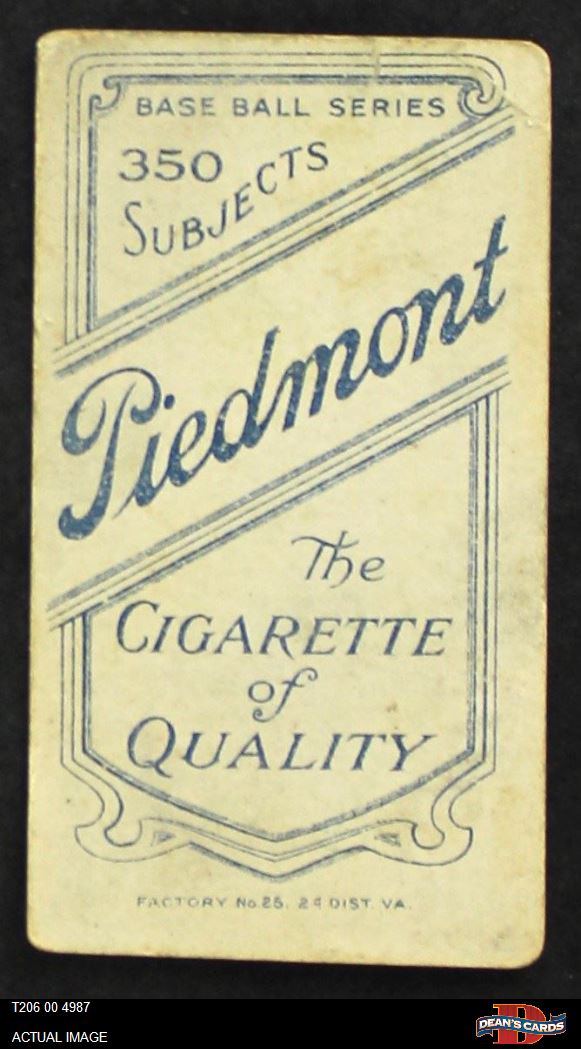 BASE BALL SERIES
350
SUBJECTS
Piedmont
The
CIGARETTE
of
QUALITY
FACTORY No.25, 2d DIST. VA.
T206 00 4987
ACTUAL IMAGE
D
DEAN'S CARDS